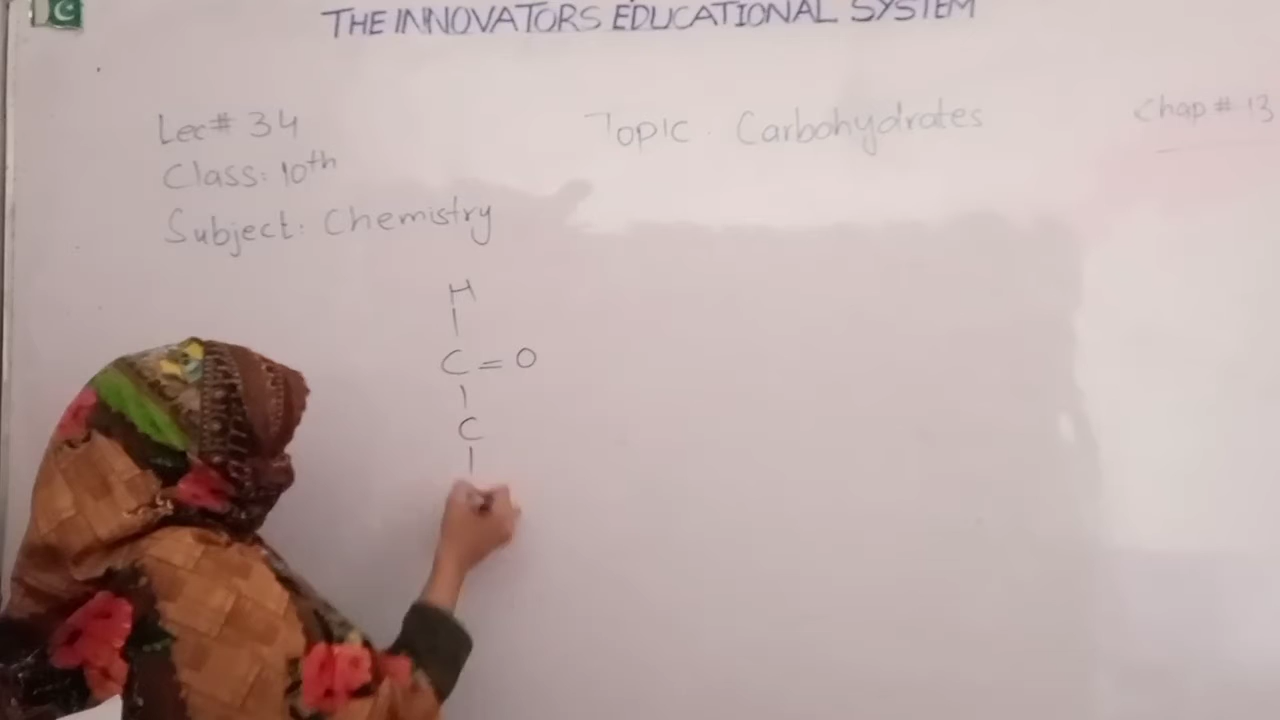 THE INNOVATORS EDUCATIONAL SYSTEM
Lec# 34
Topic. Carbohydrates
Chap # 13
Class: 10th
Subject: Chemistry
H
|
C = O
|
C
|